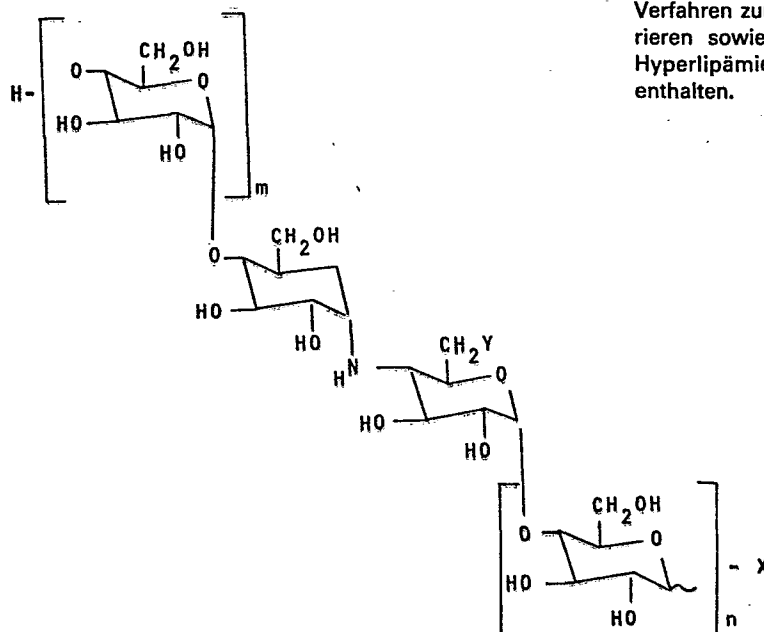 Verfahren zu
rieren sowie
Hyperlipämie
enthalten.
CH2OH
O
O
H-
HO
HO
m
CH2OH
O
HO
HO
HN
CH2Y
O
HO
HO
CH2OH
O
O
- X
HO
HO
n